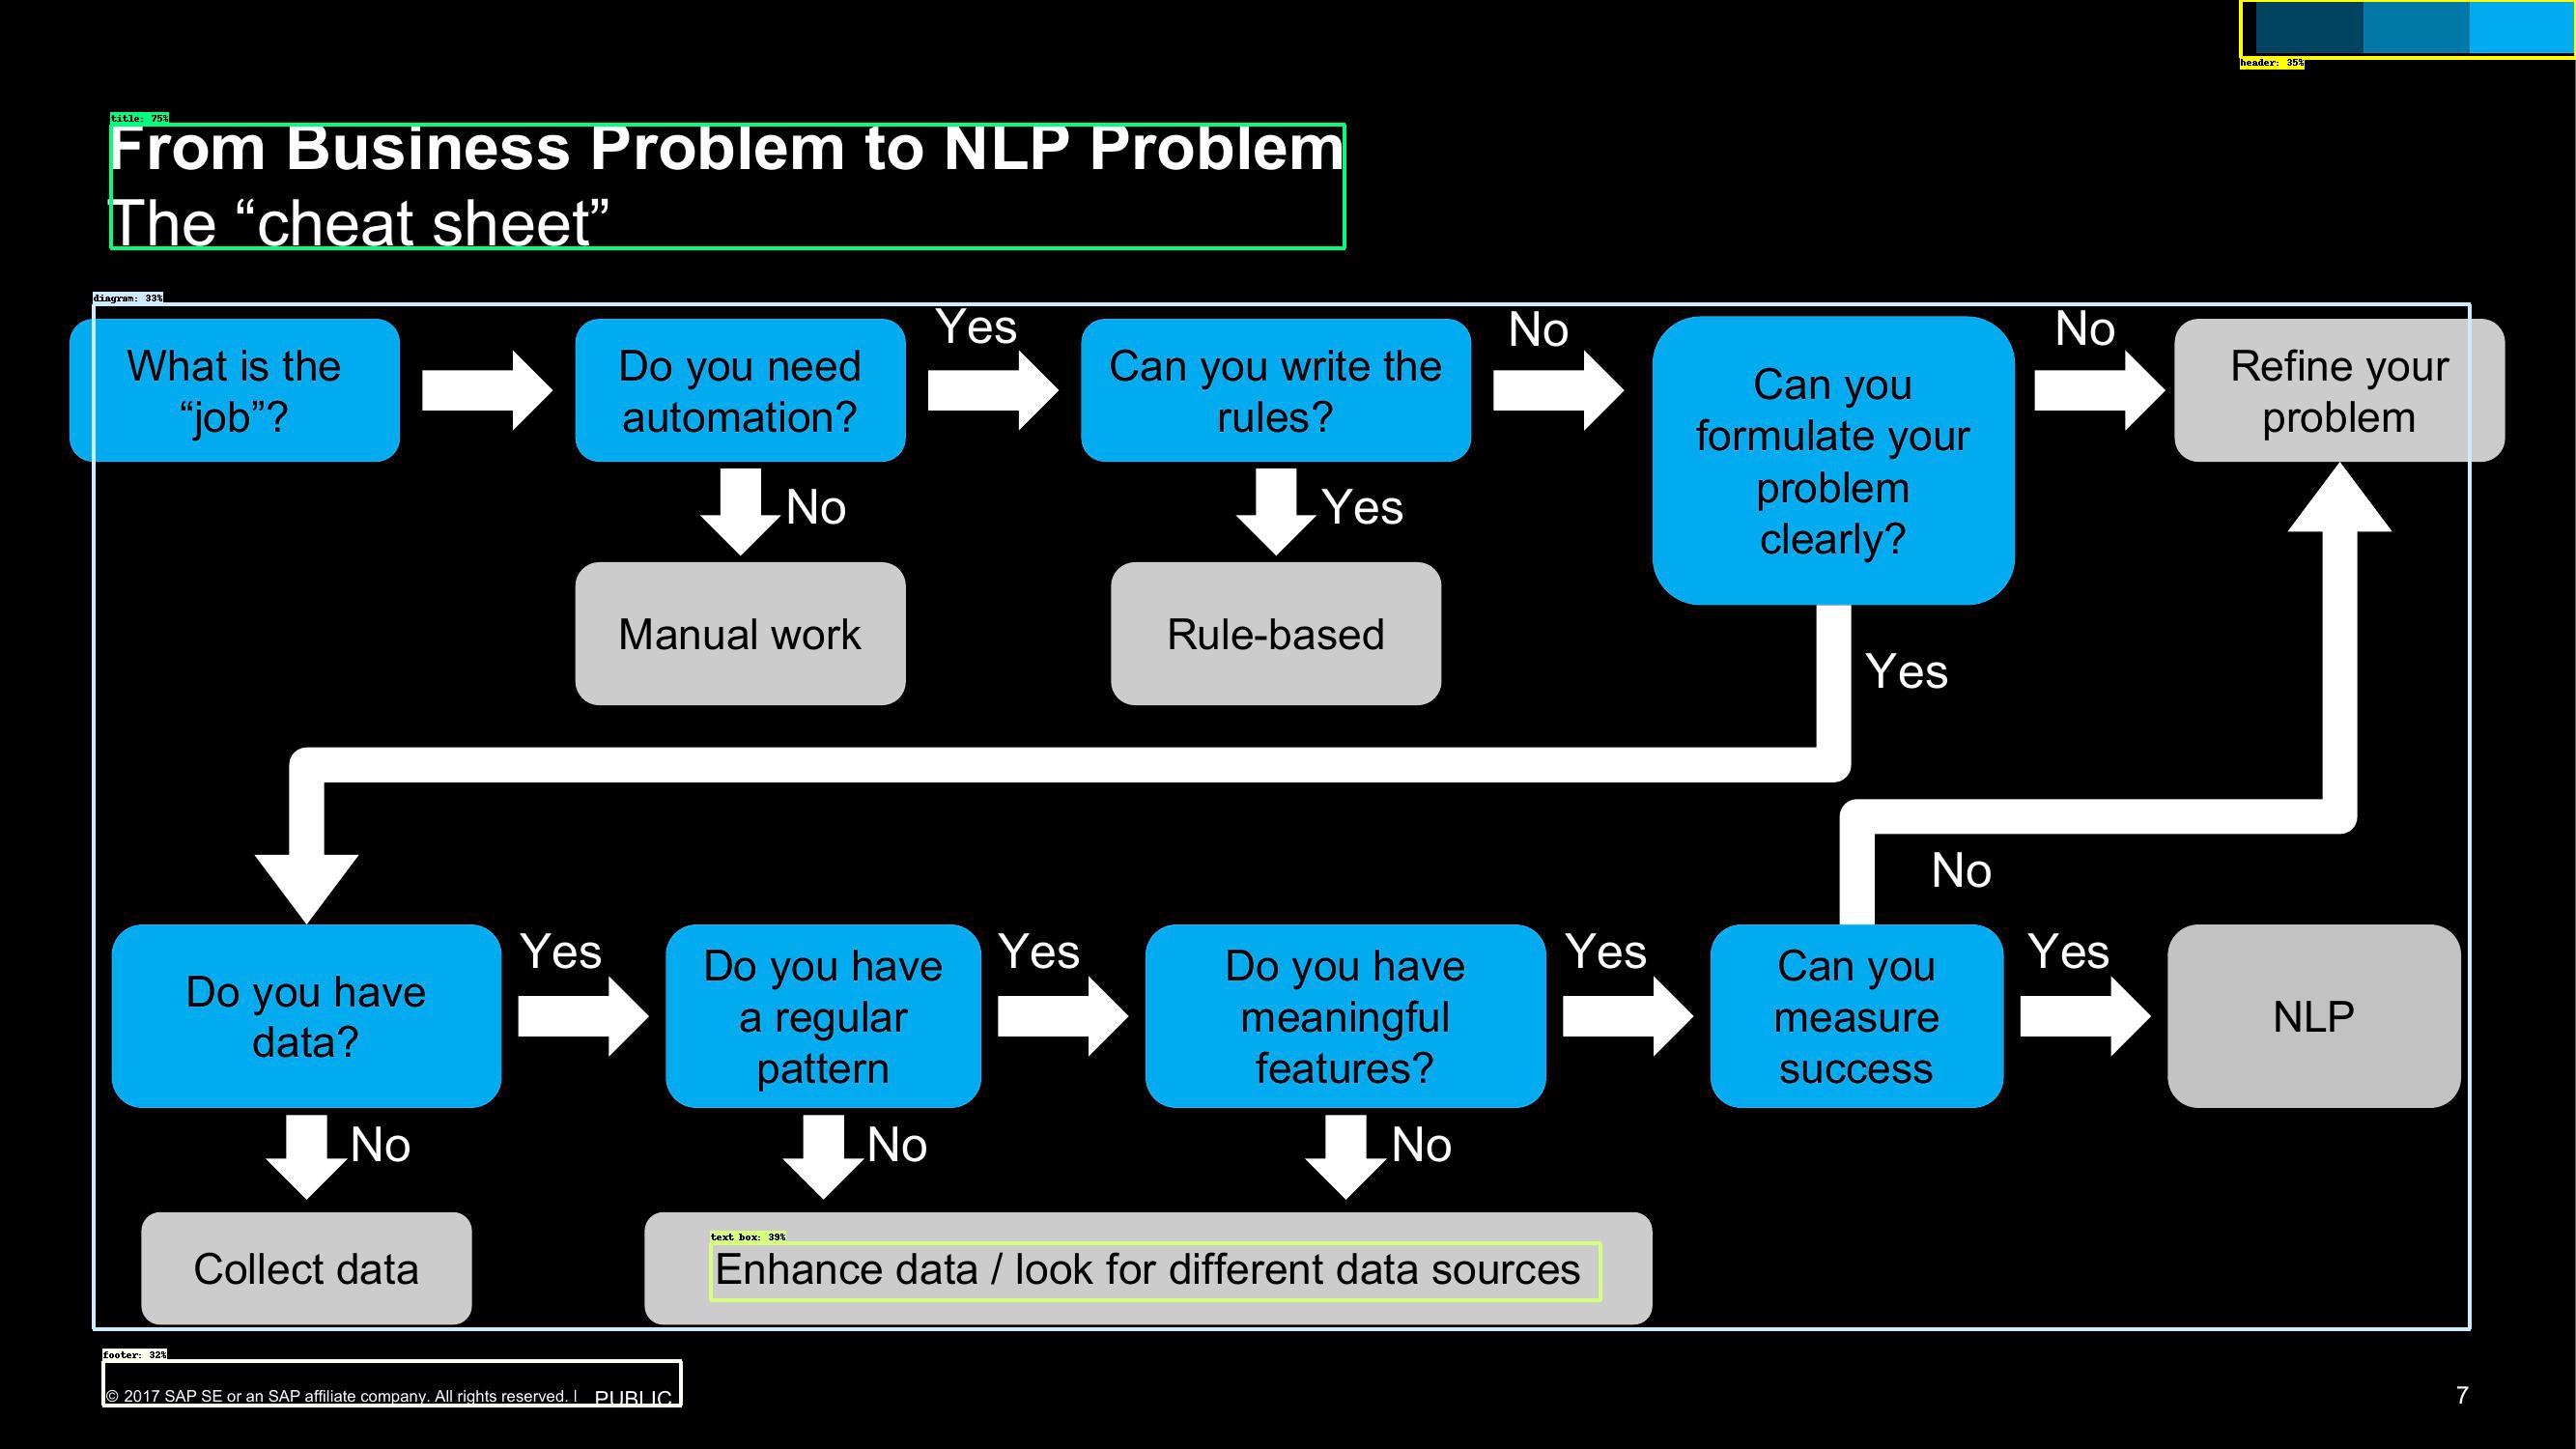 header: 35%
title: 75%
From Business Problem to NLP Problem
The “cheat sheet”
diagram: 33%
What is the
“job”?
Do you need
automation?
Yes
Can you write the
rules?
No
Can you
formulate your
problem
clearly?
No
Refine your
problem
No
Yes
Manual work
Rule-based
Yes
No
Do you have
data?
Yes
Do you have
a regular
pattern
Yes
Do you have
meaningful
features?
Yes
Can you
measure
success
Yes
NLP
No
No
No
Collect data
text box: 39%
Enhance data / look for different data sources
footer: 32%
© 2017 SAP SE or an SAP affiliate company. All rights reserved. | PUBLIC
7